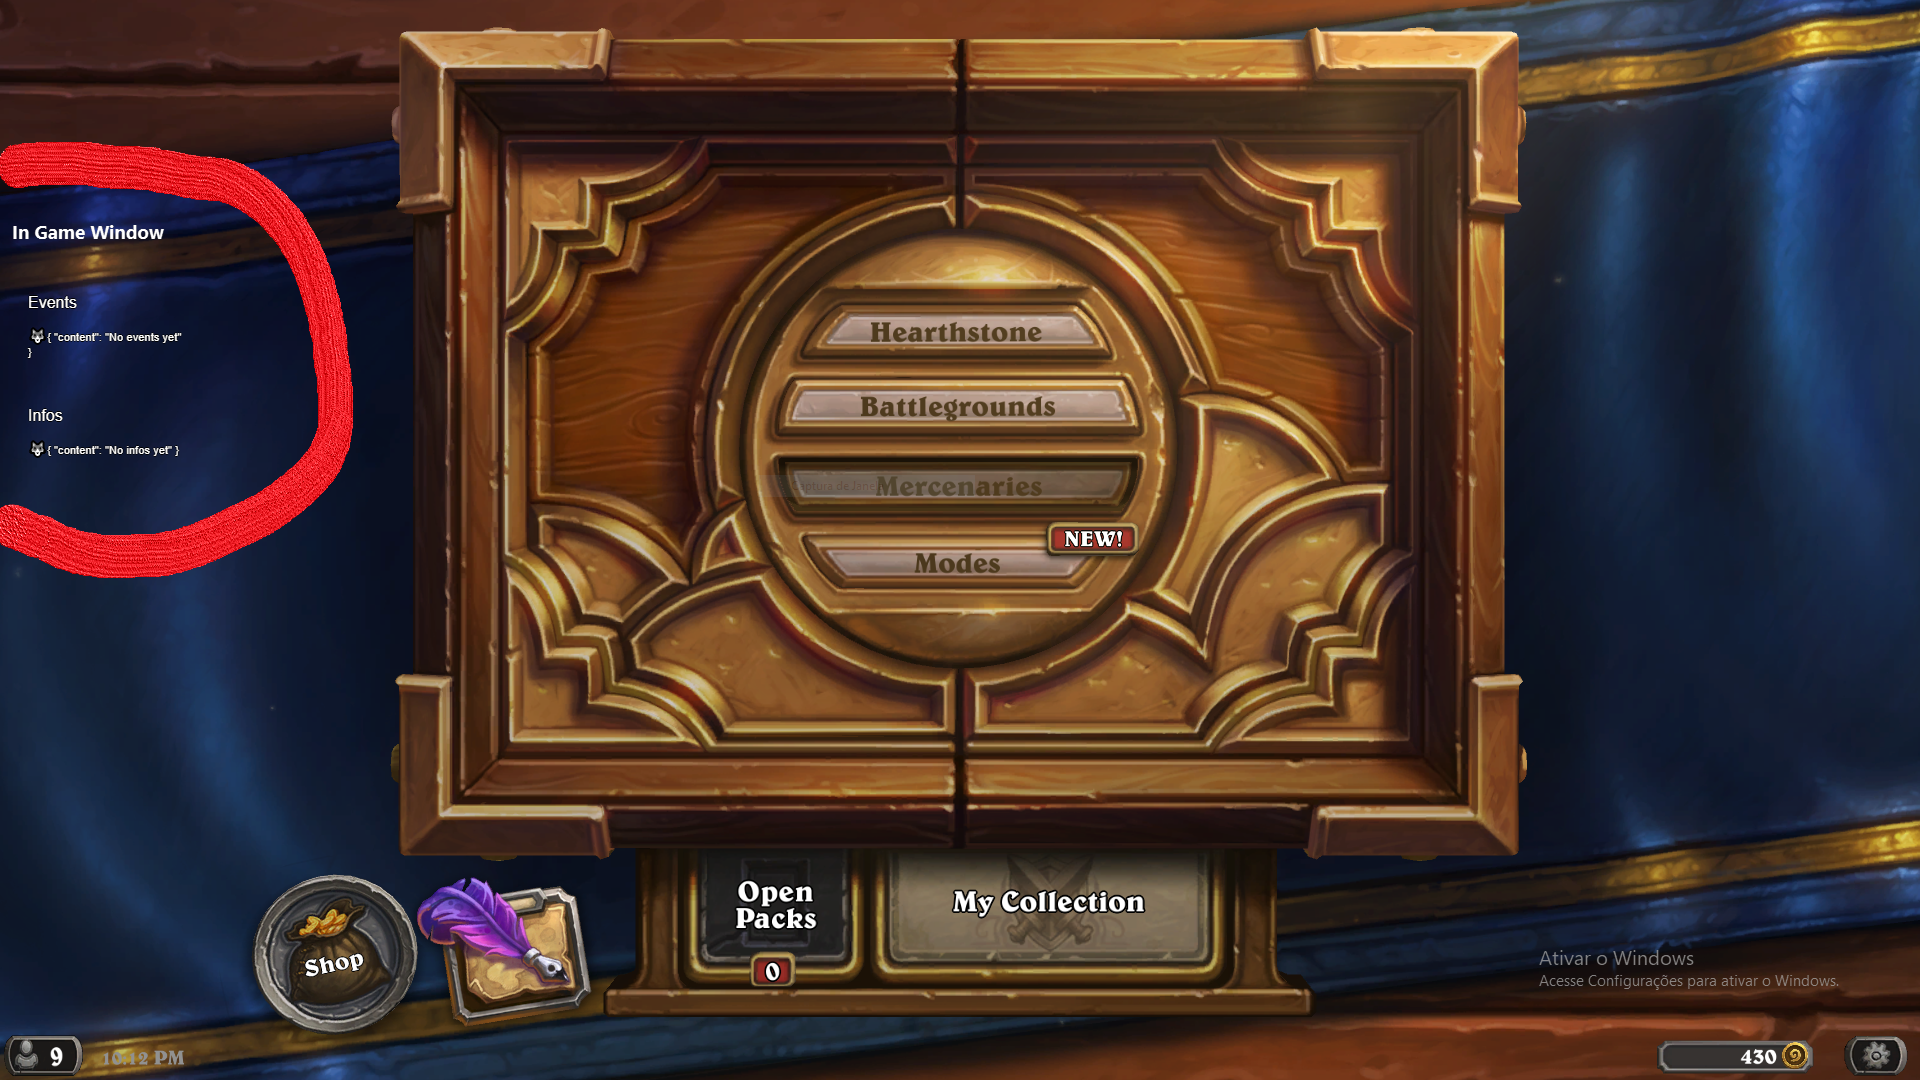 In Game Window
Events
{ "content": "No events yet"
}
Infos
{ "content": "No infos yet" }
Hearthstone
Battlegrounds
Mercenaries
NEW!
Modes
Open
Packs
0
My Collection
Shop
Ativar o Windows
Acesse Configurações para ativar o Windows.
9
10:12 PM
430